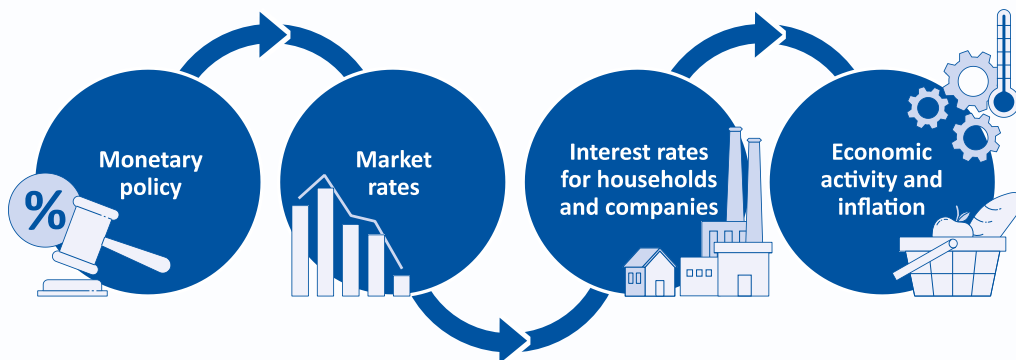 Monetary
policy
%
Market
rates
Interest rates
for households
and companies
Economic
activity and
inflation